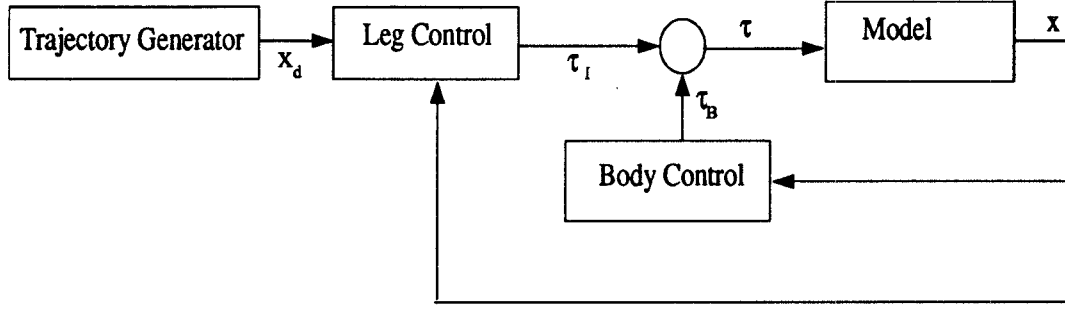 Trajectory Generator
x_d
Leg Control
τ_I
τ
Model
x
τ_B
Body Control